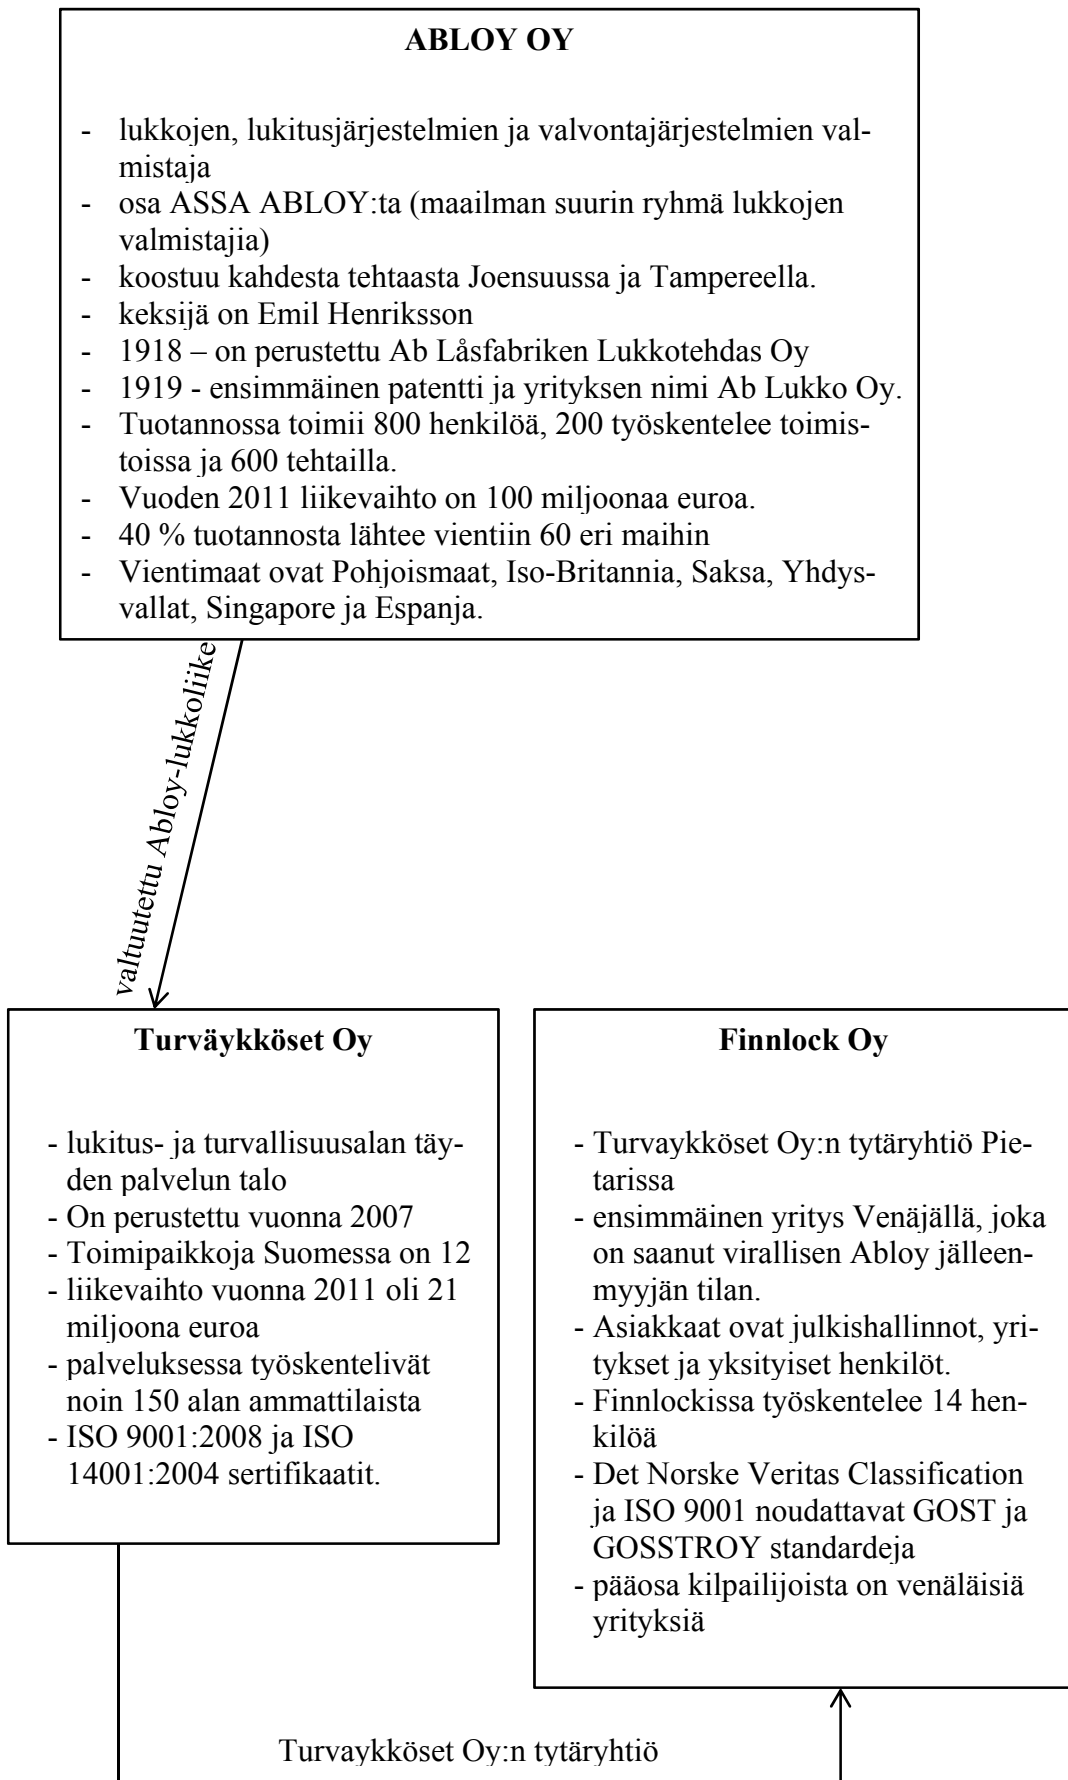 ABLOY OY
- lukkojen, lukitusjärjestelmien ja valvontajärjestelmien val-
mistaja
- osa ASSA ABLOY:ta (maailman suurin ryhmä lukkojen
valmistajia)
- koostuu kahdesta tehtaasta Joensuussa ja Tampereella.
- keksijä on Emil Henriksson
- 1918 – on perustettu Ab Låsfabriken Lukkotehdas Oy
- 1919 - ensimmäinen patentti ja yrityksen nimi Ab Lukko Oy.
- Tuotannossa toimii 800 henkilöä, 200 työskentelee toimis-
toissa ja 600 tehtailla.
- Vuoden 2011 liikevaihto on 100 miljoonaa euroa.
- 40 % tuotannosta lähtee vientiin 60 eri maihin
- Vientimaat ovat Pohjoismaat, Iso-Britannia, Saksa, Yhdys-
vallat, Singapore ja Espanja.
valtuutettu Abloy-lukkoliike
Turväykköset Oy
- lukitus- ja turvallisuusalan täy-
den palvelun talo
- On perustettu vuonna 2007
- Toimipaikkoja Suomessa on 12
- liikevaihto vuonna 2011 oli 21
miljoona euroa
- palveluksessa työskentelivät
noin 150 alan ammattilaista
- ISO 9001:2008 ja ISO
14001:2004 sertifikaatit.
Finnlock Oy
- Turvaykköset Oy:n tytäryhtiö Pie-
tarissa
- ensimmäinen yritys Venäjällä, joka
on saanut virallisen Abloy jälleen-
myyjän tilan.
- Asiakkaat ovat julkishallinnot, yri-
tykset ja yksityiset henkilöt.
- Finnlockissa työskentelee 14 hen-
kilöä
- Det Norske Veritas Classification
ja ISO 9001 noudattavat GOST ja
GOSSTROY standardeja
- pääosa kilpailijoista on venäläisiä
yrityksiä
Turvaykköset Oy:n tytäryhtiö